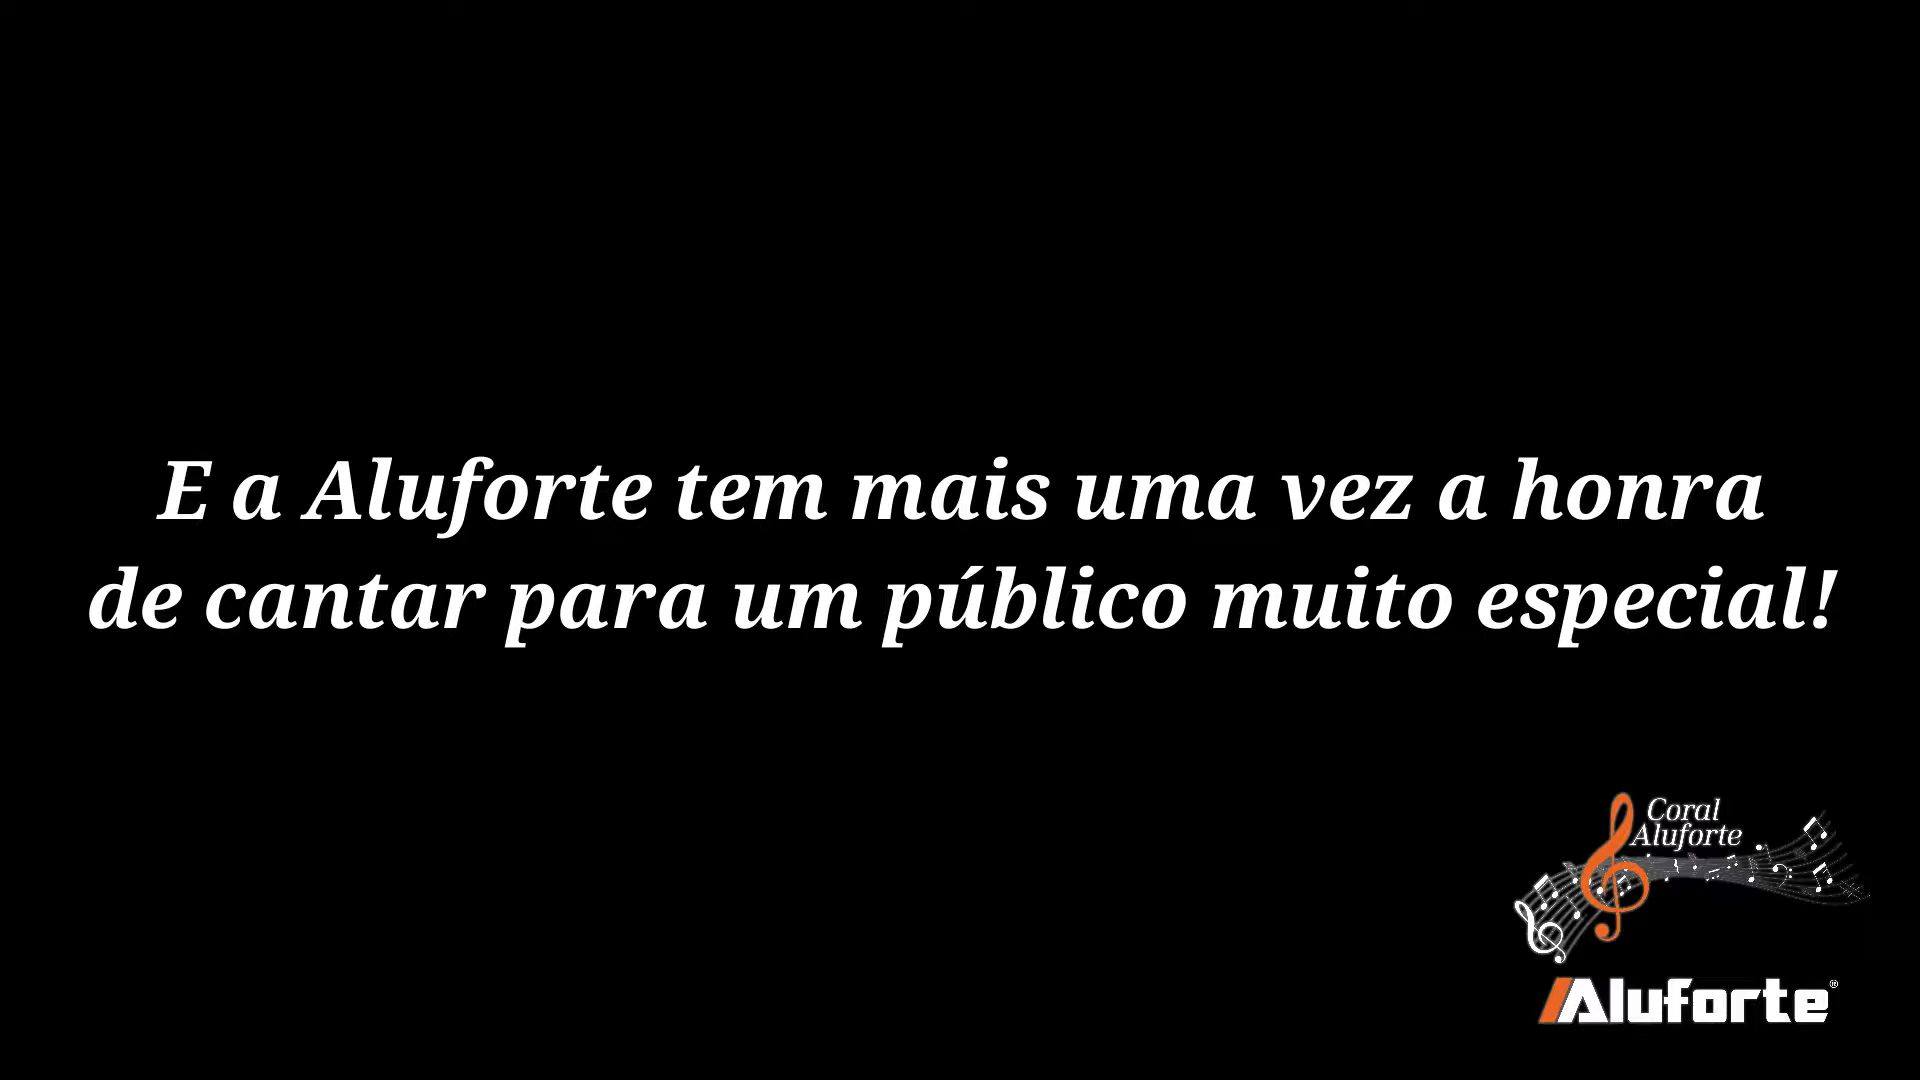 E a Aluforte tem mais uma vez a honra
de cantar para um público muito especial!
Coral
Aluforte
Aluforte®